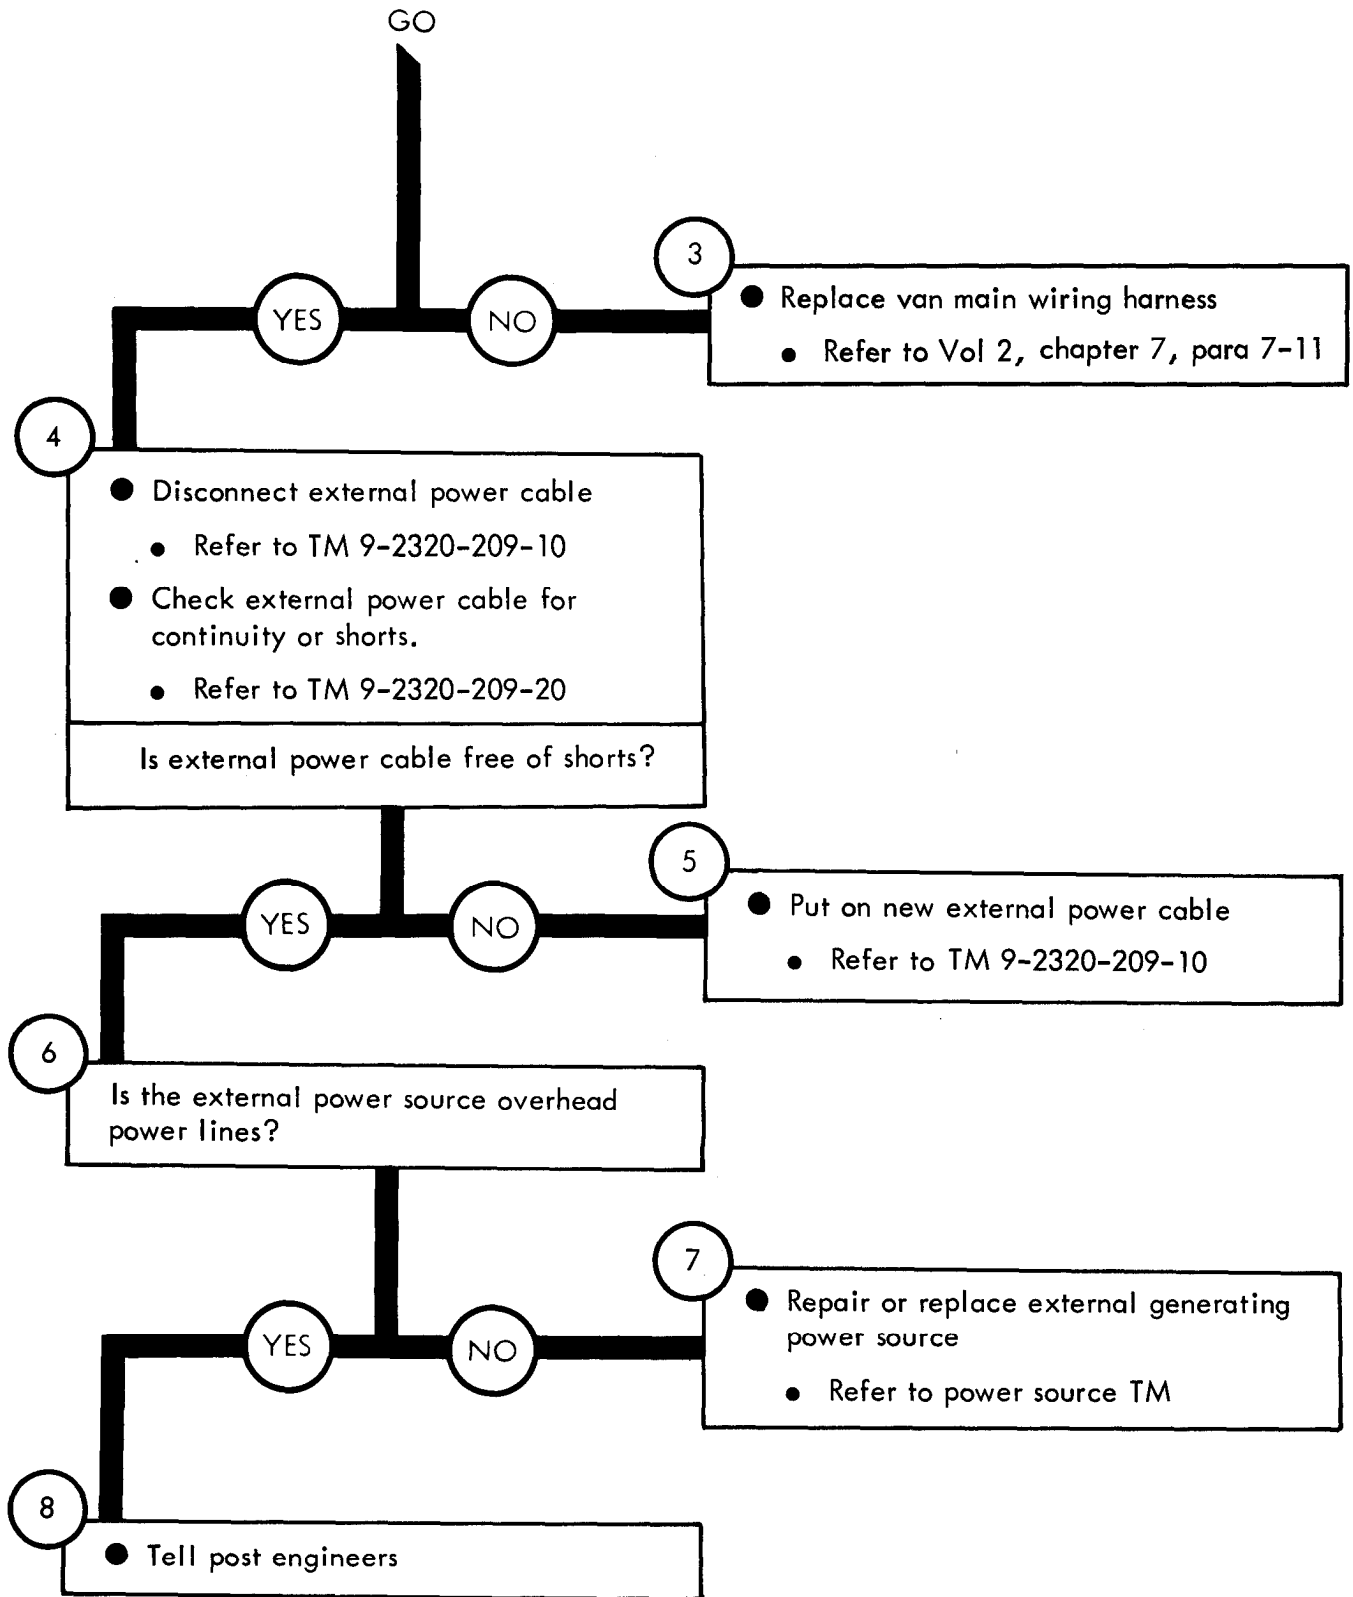 GO
YES
NO
3
● Replace van main wiring harness
● Refer to Vol 2, chapter 7, para 7-11
4
● Disconnect external power cable
● Refer to TM 9-2320-209-10
● Check external power cable for
continuity or shorts.
● Refer to TM 9-2320-209-20
Is external power cable free of shorts?
YES
NO
5
● Put on new external power cable
● Refer to TM 9-2320-209-10
6
Is the external power source overhead
power lines?
YES
NO
7
● Repair or replace external generating
power source
● Refer to power source TM
8
● Tell post engineers